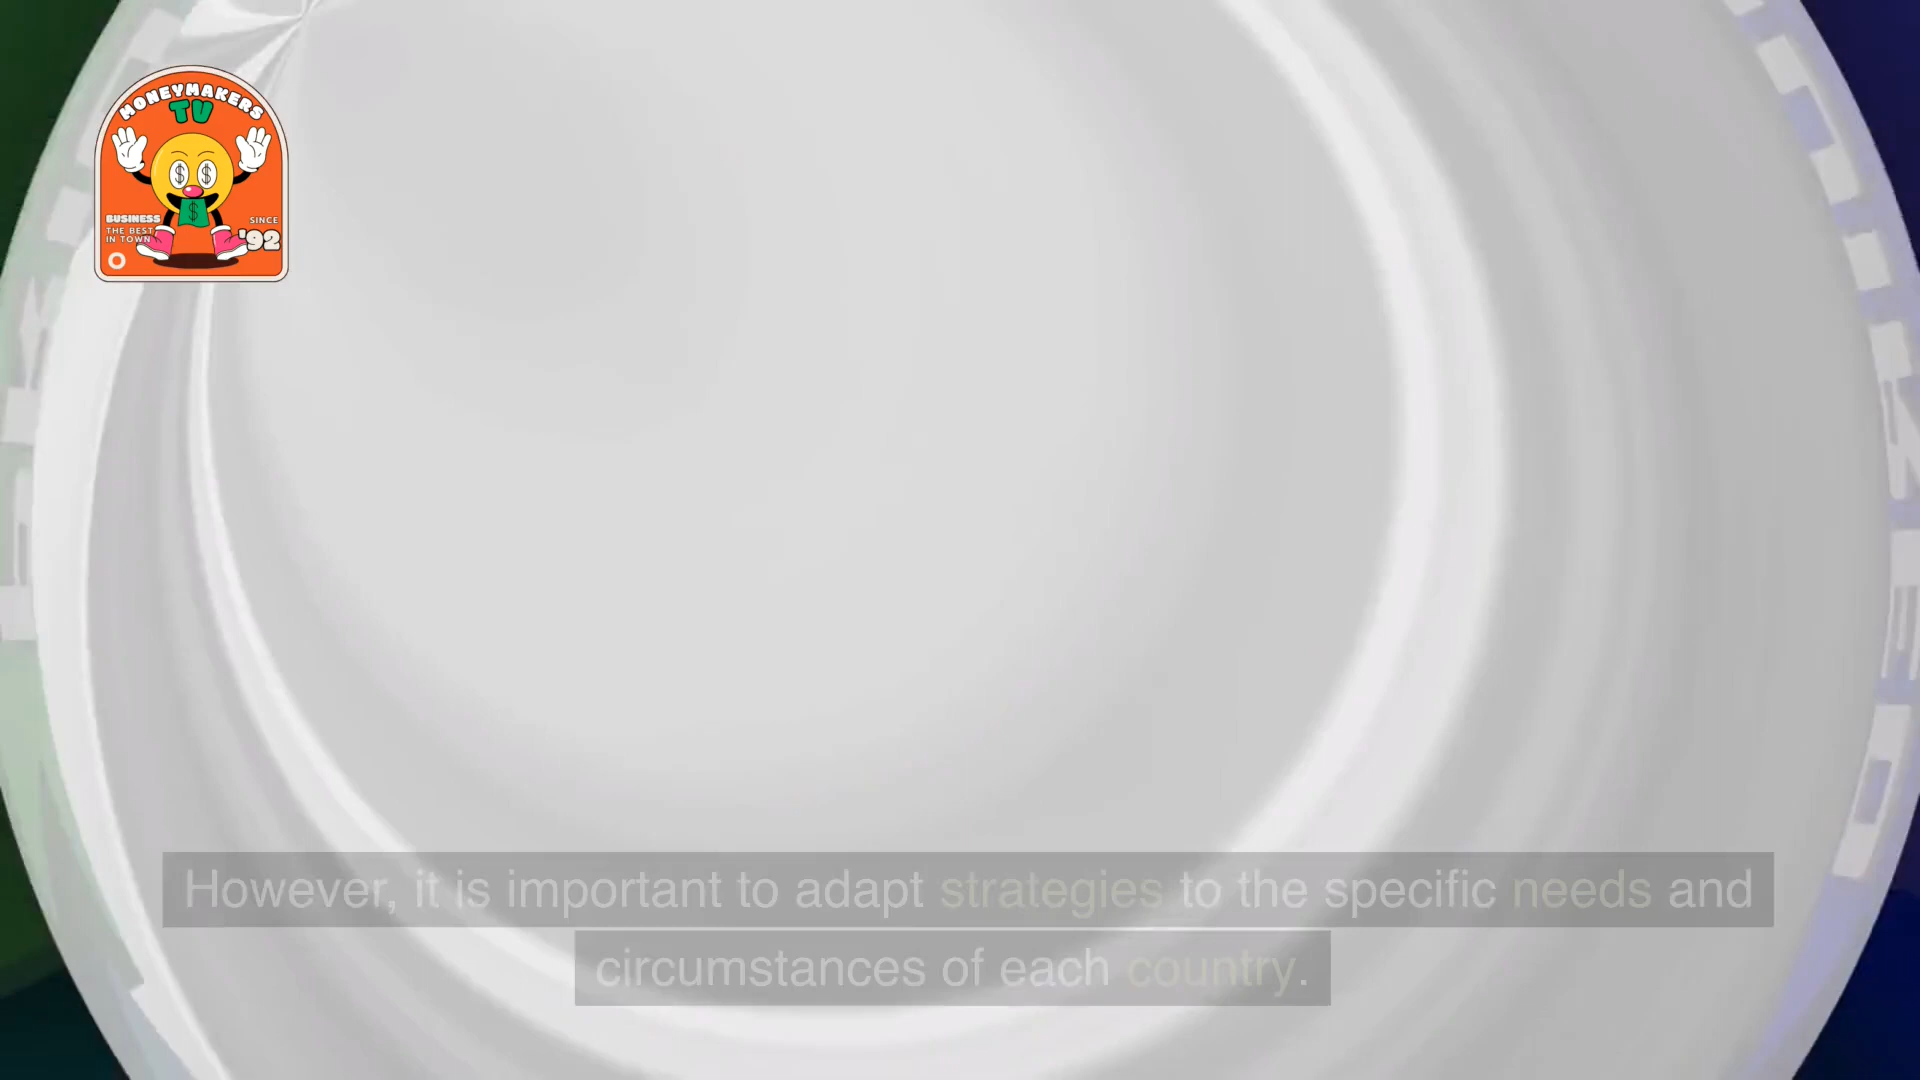 MONEYMAKERS
TV
BUSINESS
THE BEST
IN TOWN
SINCE
'92
However, it is important to adapt strategies to the specific needs and
circumstances of each country.